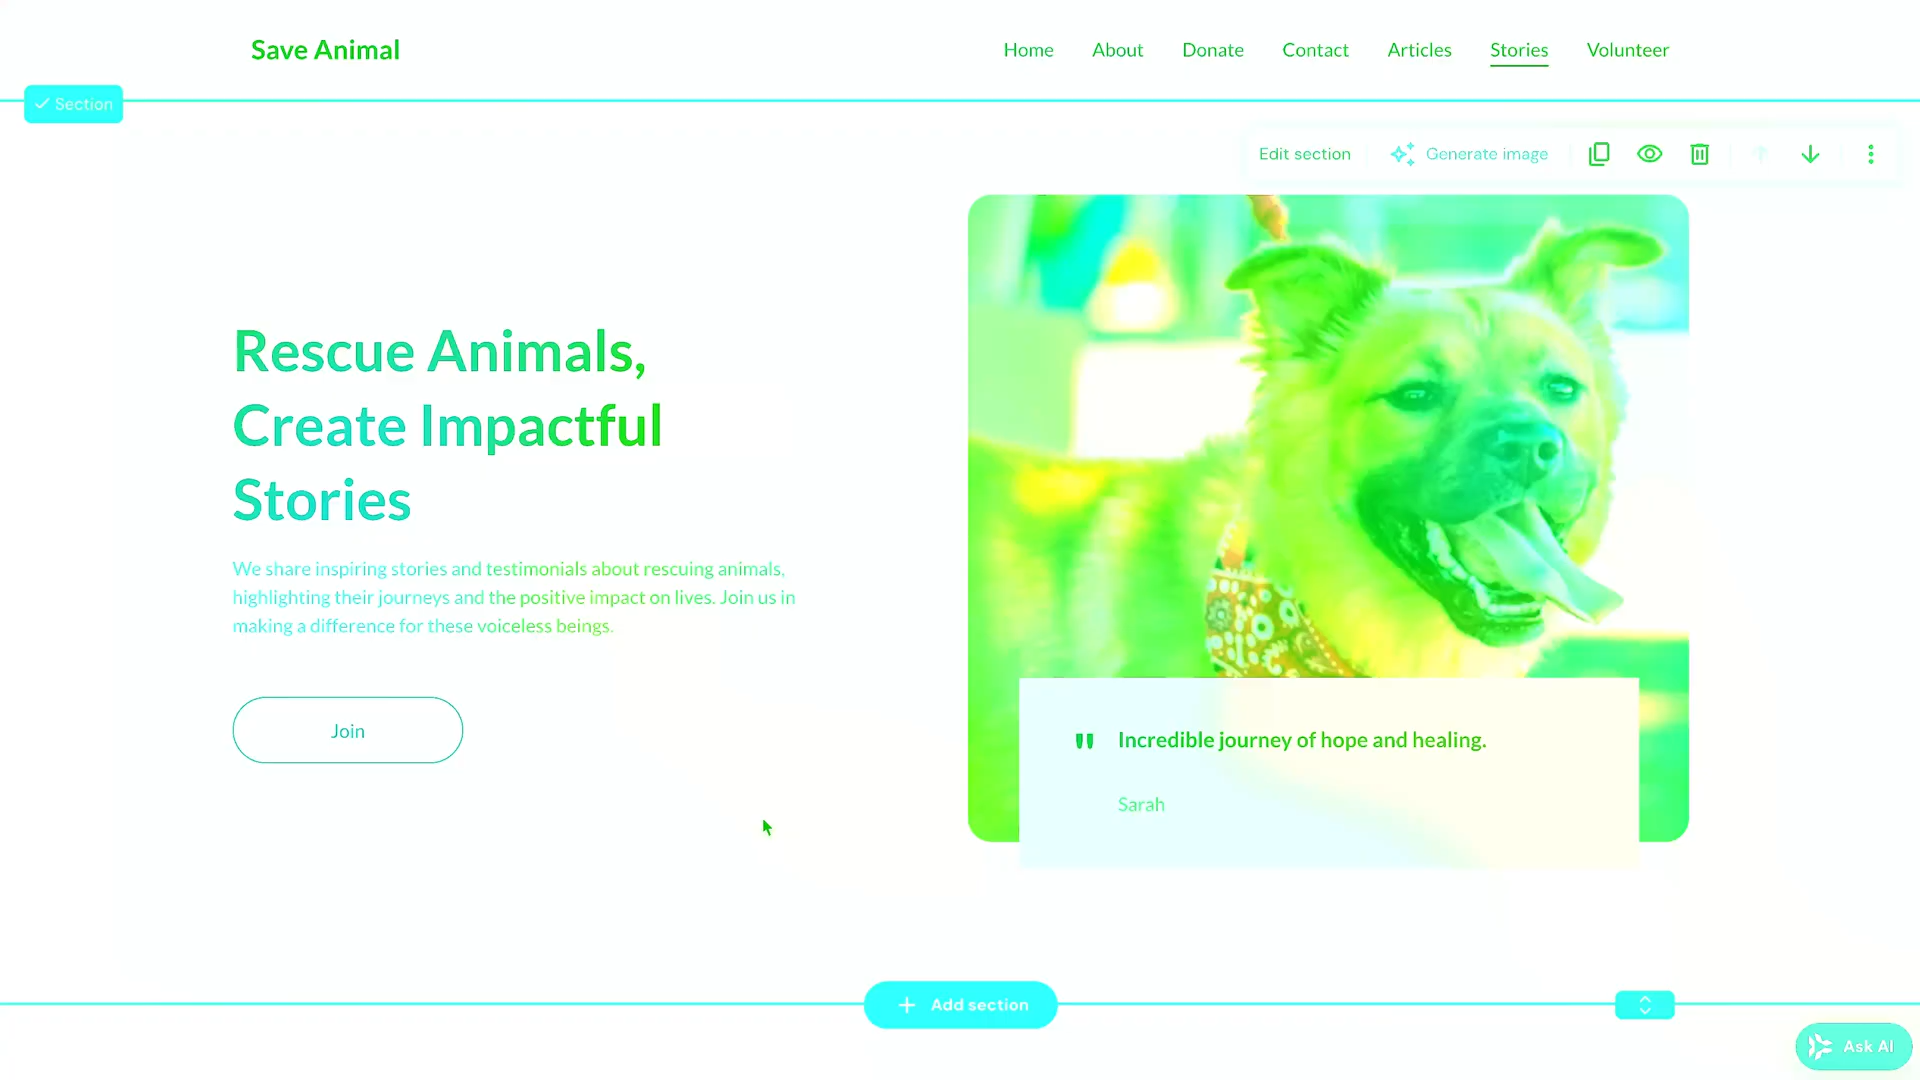 Save Animal
Home About Donate Contact Articles Stories Volunteer
Section
Edit section Generate image
Rescue Animals,
Create Impactful
Stories
We share inspiring stories and testimonials about rescuing animals,
highlighting their journeys and the positive impact on lives. Join us in
making a difference for these voiceless beings.
Join
" Incredible journey of hope and healing.
Sarah
Add section
Ask AI